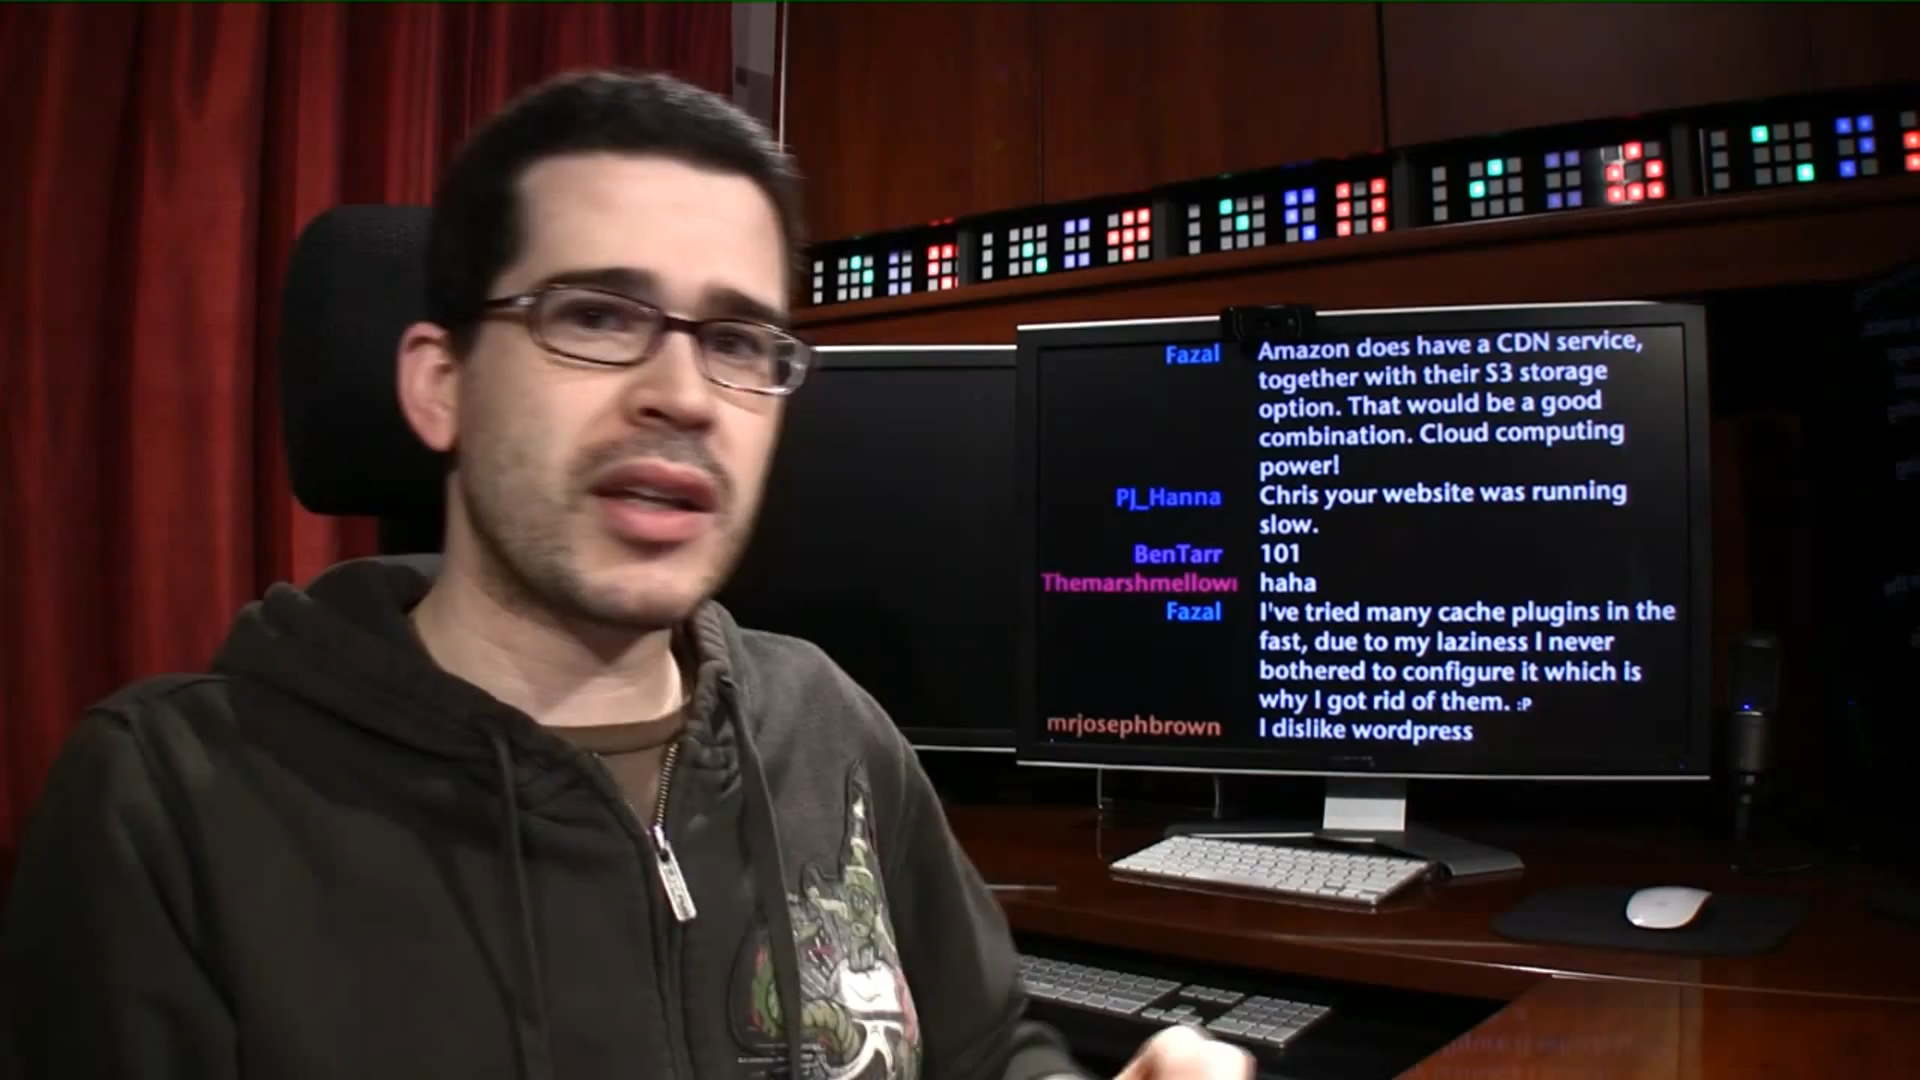 Fazal Amazon does have a CDN service,
together with their S3 storage
option. That would be a good
combination. Cloud computing
power!
PJ_Hanna Chris your website was running
slow.
BenTarr 101
Themarshmellow haha
Fazal I've tried many cache plugins in the
fast, due to my laziness I never
bothered to configure it which is
why I got rid of them. :P
mrjosephbrown I dislike wordpress